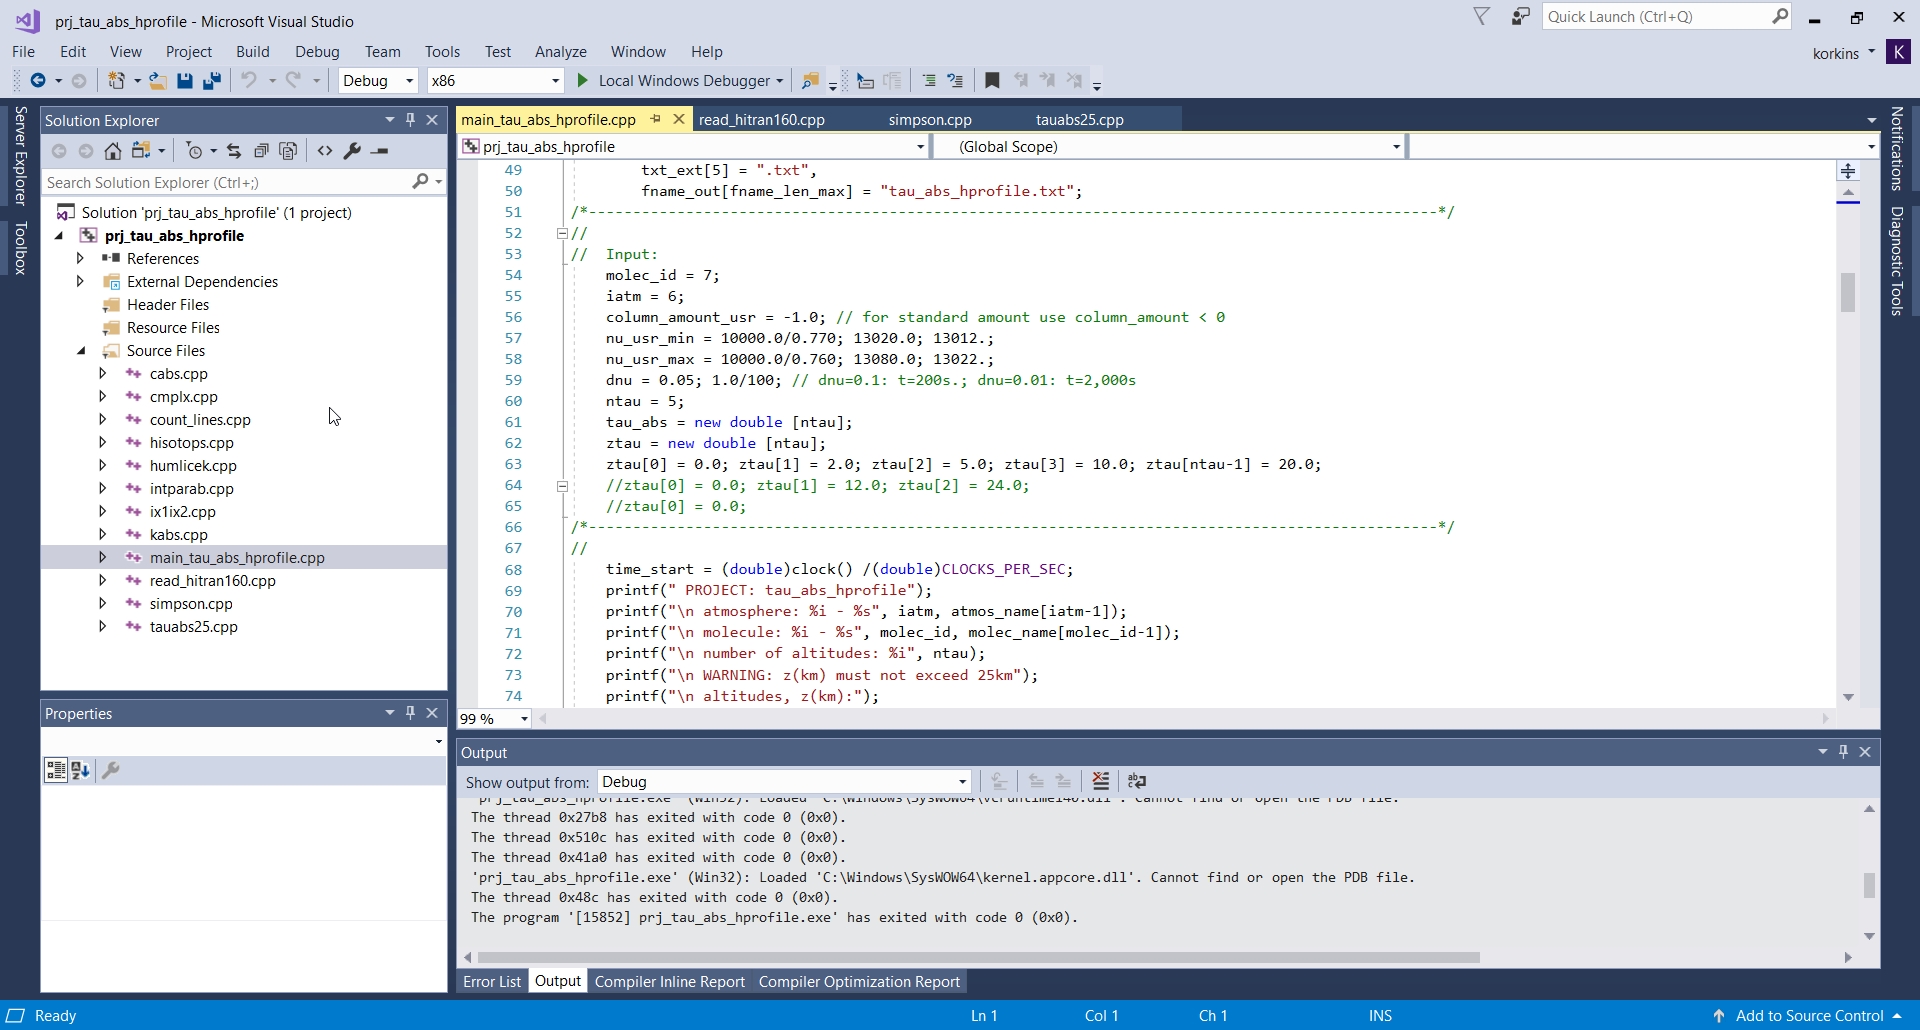 prj_tau_abs_hprofile - Microsoft Visual Studio
Quick Launch (Ctrl+Q)
File Edit View Project Build Debug Team Tools Test Analyze Window Help
korkins K
Debug x86 Local Windows Debugger
Server Explorer
Toolbox
Solution Explorer
Search Solution Explorer (Ctrl+;)
Solution 'prj_tau_abs_hprofile' (1 project)
prj_tau_abs_hprofile
References
External Dependencies
Header Files
Resource Files
Source Files
cabs.cpp
cmplx.cpp
count_lines.cpp
hisotops.cpp
humlicek.cpp
intparab.cpp
ix1ix2.cpp
kabs.cpp
main_tau_abs_hprofile.cpp
read_hitran160.cpp
simpson.cpp
tauabs25.cpp
Properties
main_tau_abs_hprofile.cpp read_hitran160.cpp simpson.cpp tauabs25.cpp
prj_tau_abs_hprofile (Global Scope)
49 txt_ext[5] = ".txt",
50 fname_out[fname_len_max] = "tau_abs_hprofile.txt";
51 /*------------------------------------------------------------------------------------------------*/
52 //
53 // Input:
54 molec_id = 7;
55 iatm = 6;
56 column_amount_usr = -1.0; // for standard amount use column_amount < 0
57 nu_usr_min = 10000.0/0.770; 13020.0; 13012.;
58 nu_usr_max = 10000.0/0.760; 13080.0; 13022.;
59 dnu = 0.05; 1.0/100; // dnu=0.1: t=200s.; dnu=0.01: t=2,000s
60 ntau = 5;
61 tau_abs = new double [ntau];
62 ztau = new double [ntau];
63 ztau[0] = 0.0; ztau[1] = 2.0; ztau[2] = 5.0; ztau[3] = 10.0; ztau[ntau-1] = 20.0;
64 //ztau[0] = 0.0; ztau[1] = 12.0; ztau[2] = 24.0;
65 //ztau[0] = 0.0;
66 /*------------------------------------------------------------------------------------------------*/
67 //
68 time_start = (double)clock() /(double)CLOCKS_PER_SEC;
69 printf(" PROJECT: tau_abs_hprofile");
70 printf("\n atmosphere: %i - %s", iatm, atmos_name[iatm-1]);
71 printf("\n molecule: %i - %s", molec_id, molec_name[molec_id-1]);
72 printf("\n number of altitudes: %i", ntau);
73 printf("\n WARNING: z(km) must not exceed 25km");
74 printf("\n altitudes, z(km):");
99 %
Output
Show output from: Debug
'prj_tau_abs_hprofile.exe' (Win32): Loaded 'C:\Windows\SysWOW64\vcruntime140.dll'. Cannot find or open the PDB file.
The thread 0x27b8 has exited with code 0 (0x0).
The thread 0x510c has exited with code 0 (0x0).
The thread 0x41a0 has exited with code 0 (0x0).
'prj_tau_abs_hprofile.exe' (Win32): Loaded 'C:\Windows\SysWOW64\kernel.appcore.dll'. Cannot find or open the PDB file.
The thread 0x48c has exited with code 0 (0x0).
The program '[15852] prj_tau_abs_hprofile.exe' has exited with code 0 (0x0).
Error List Output Compiler Inline Report Compiler Optimization Report
Notifications
Diagnostic Tools
Ready Ln 1 Col 1 Ch 1 INS Add to Source Control